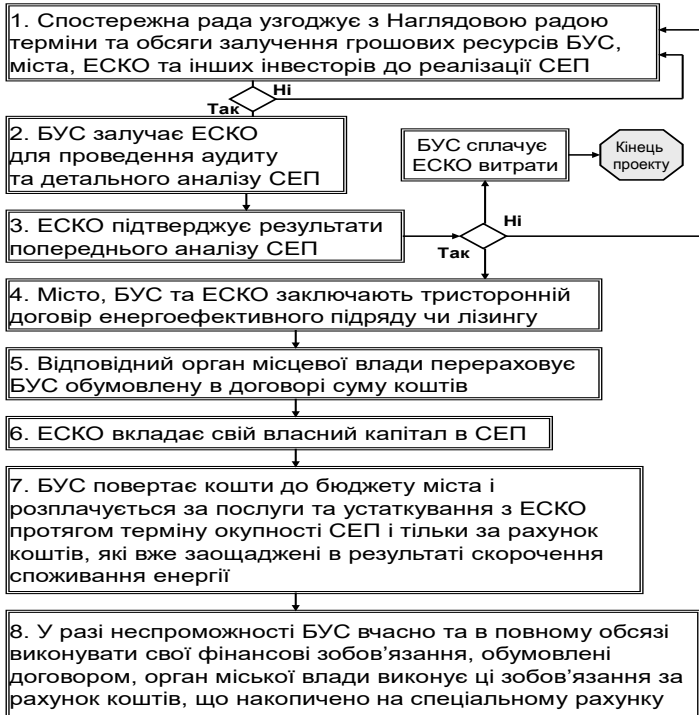 1. Спостережна рада узгоджує з Наглядовою радою
терміни та обсяги залучення грошових ресурсів БУС,
міста, ЕСКО та інших інвесторів до реалізації СЕП
Ні
Так
2. БУС залучає ЕСКО
для проведення аудиту
та детального аналізу СЕП
БУС сплачує
ЕСКО витрати
Кінець
проекту
3. ЕСКО підтверджує результати
попереднього аналізу СЕП
Ні
Так
4. Місто, БУС та ЕСКО заключають тристоронній
договір енергоефективного підряду чи лізингу
5. Відповідний орган місцевої влади перераховує
БУС обумовлену в договорі суму коштів
6. ЕСКО вкладає свій власний капітал в СЕП
7. БУС повертає кошти до бюджету міста і
розплачується за послуги та устаткування з ЕСКО
протягом терміну окупності СЕП і тільки за рахунок
коштів, які вже заощаджені в результаті скорочення
споживання енергії
8. У разі неспроможності БУС вчасно та в повному обсязі
виконувати свої фінансові зобов’язання, обумовлені
договором, орган міської влади виконує ці зобов’язання за
рахунок коштів, що накопичено на спеціальному рахунку